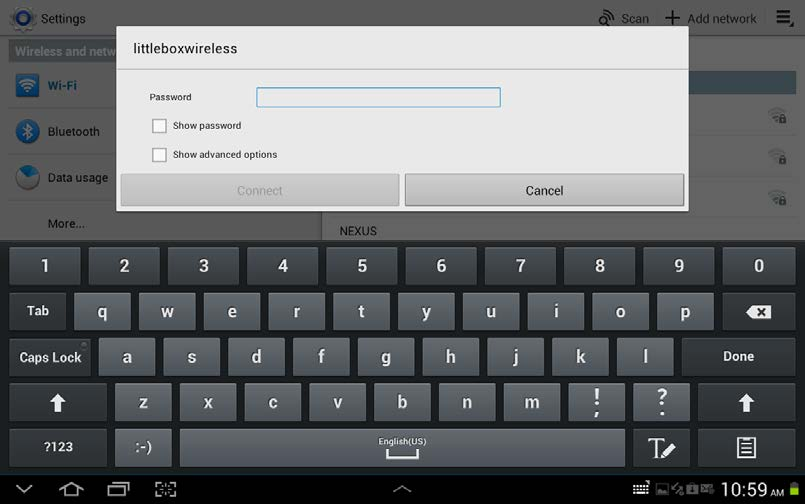 Settings
Scan
Add network
Wireless and netw
littleboxwireless
Wi-Fi
Password
Show password
Bluetooth
Show advanced options
Data usage
Connect
Cancel
More...
NEXUS
1 2 3 4 5 6 7 8 9 0
Tab q w e r t y u i o p
Caps Lock a s d f g h j k l Done
z x c v b n m ! , ? .
?123 :-) English(US) T
10:59 AM